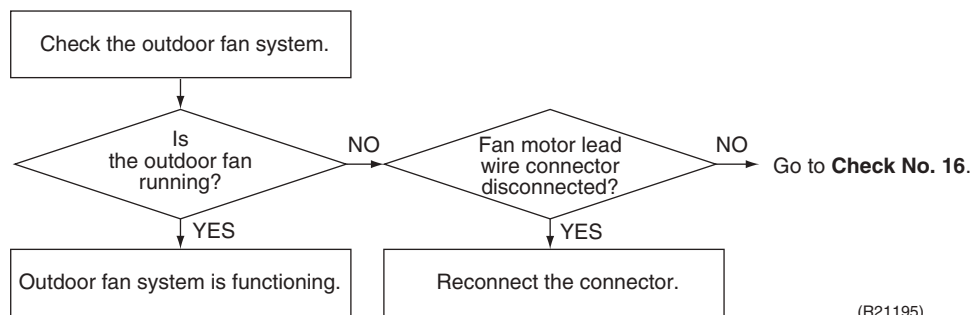 Check the outdoor fan system.
Is
the outdoor fan
running?
NO
Fan motor lead
wire connector
disconnected?
NO
Go to Check No. 16.
YES
YES
Outdoor fan system is functioning.
Reconnect the connector.
(R21195)